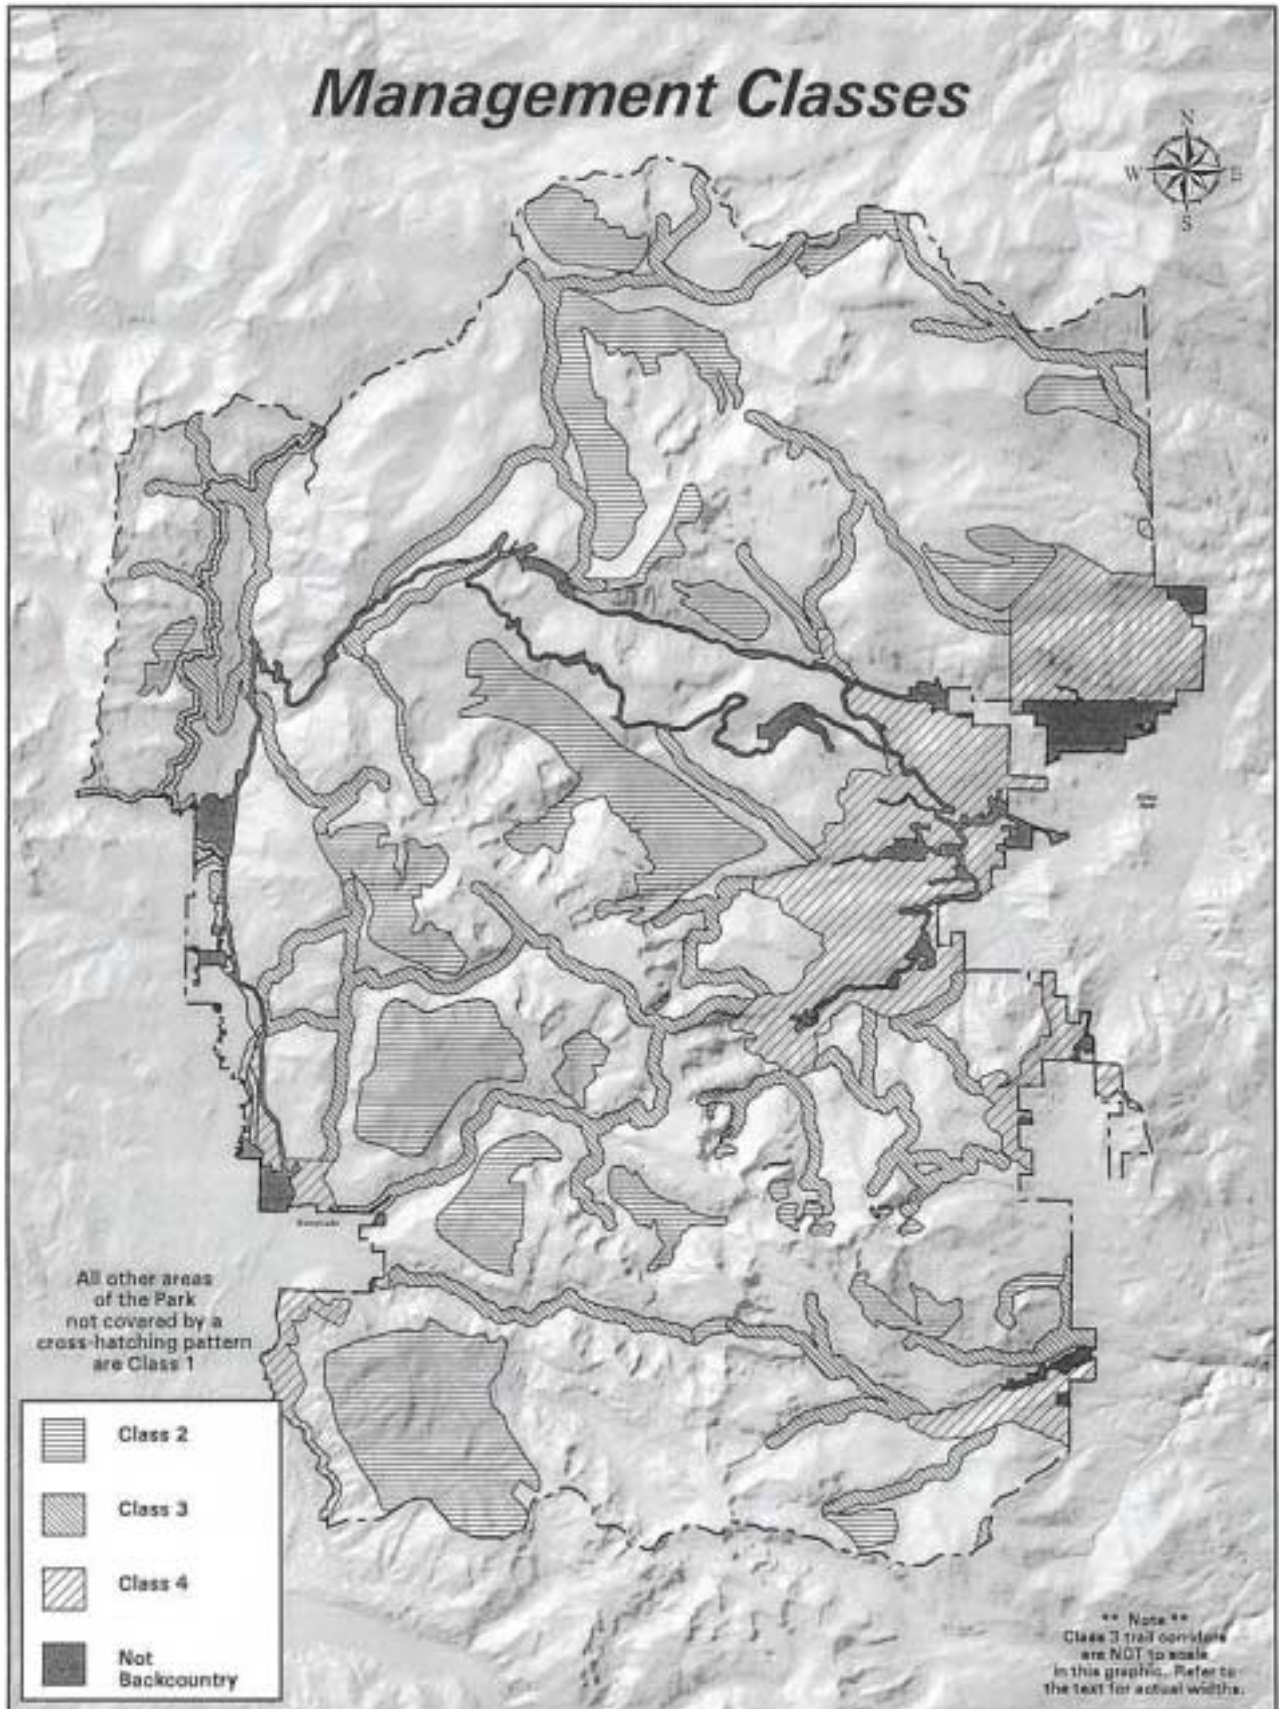 Management Classes
N
W
E
S
All other areas
of the Park
not covered by a
cross-hatching pattern
are Class 1
Class 2
Class 3
Class 4
Not
Backcountry
** Note **
Class 3 trail corridors
are NOT to scale
in this graphic. Refer to
the text for actual widths.